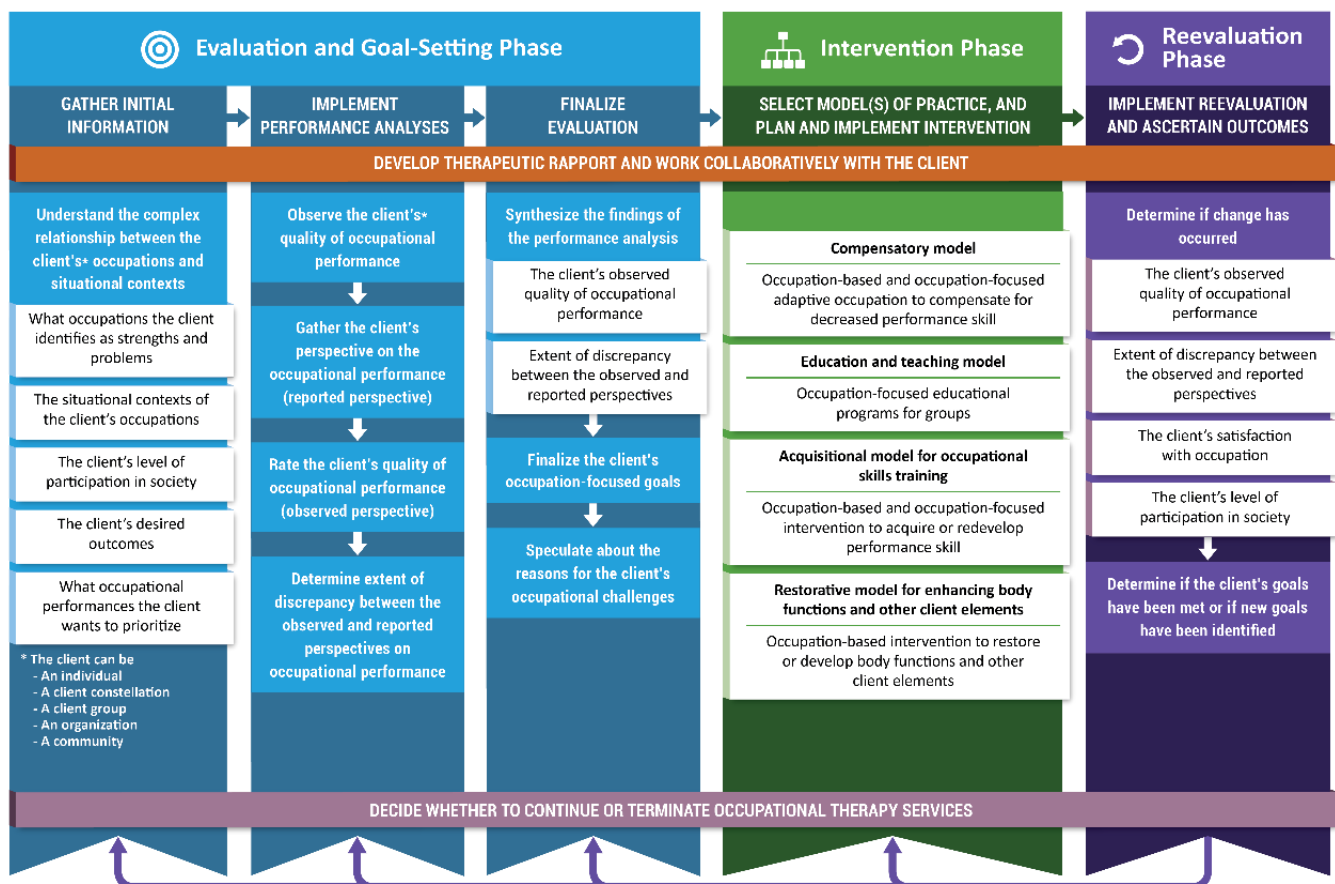 Evaluation and Goal-Setting Phase
Intervention Phase
Reevaluation
Phase
GATHER INITIAL
INFORMATION
IMPLEMENT
PERFORMANCE ANALYSES
FINALIZE
EVALUATION
SELECT MODEL(S) OF PRACTICE, AND
PLAN AND IMPLEMENT INTERVENTION
IMPLEMENT REEVALUATION
AND ASCERTAIN OUTCOMES
DEVELOP THERAPEUTIC RAPPORT AND WORK COLLABORATIVELY WITH THE CLIENT
Understand the complex
relationship between the
client's* occupations and
situational contexts
What occupations the client
identifies as strengths and
problems
The situational contexts of
the client's occupations
The client's level of
participation in society
The client's desired
outcomes
What occupational
performances the client
wants to prioritize
* The client can be
- An individual
- A client constellation
- A client group
- An organization
- A community
Observe the client's*
quality of occupational
performance
Gather the client's
perspective on the
occupational performance
(reported perspective)
Rate the client's quality of
occupational performance
(observed perspective)
Determine extent of
discrepancy between the
observed and reported
perspectives on
occupational performance
Synthesize the findings of
the performance analysis
The client's observed
quality of occupational
performance
Extent of discrepancy
between the observed and
reported perspectives
Finalize the client's
occupation-focused goals
Speculate about the
reasons for the client's
occupational challenges
Compensatory model
Occupation-based and occupation-focused
adaptive occupation to compensate for
decreased performance skill
Education and teaching model
Occupation-focused educational
programs for groups
Acquisitional model for occupational
skills training
Occupation-based and occupation-focused
intervention to acquire or redevelop
performance skill
Restorative model for enhancing body
functions and other client elements
Occupation-based intervention to restore
or develop body functions and other
client elements
Determine if change has
occurred
The client's observed
quality of occupational
performance
Extent of discrepancy between
the observed and reported
perspectives
The client's satisfaction
with occupation
The client's level of
participation in society
Determine if the client's goals
have been met or if new goals
have been identified
DECIDE WHETHER TO CONTINUE OR TERMINATE OCCUPATIONAL THERAPY SERVICES